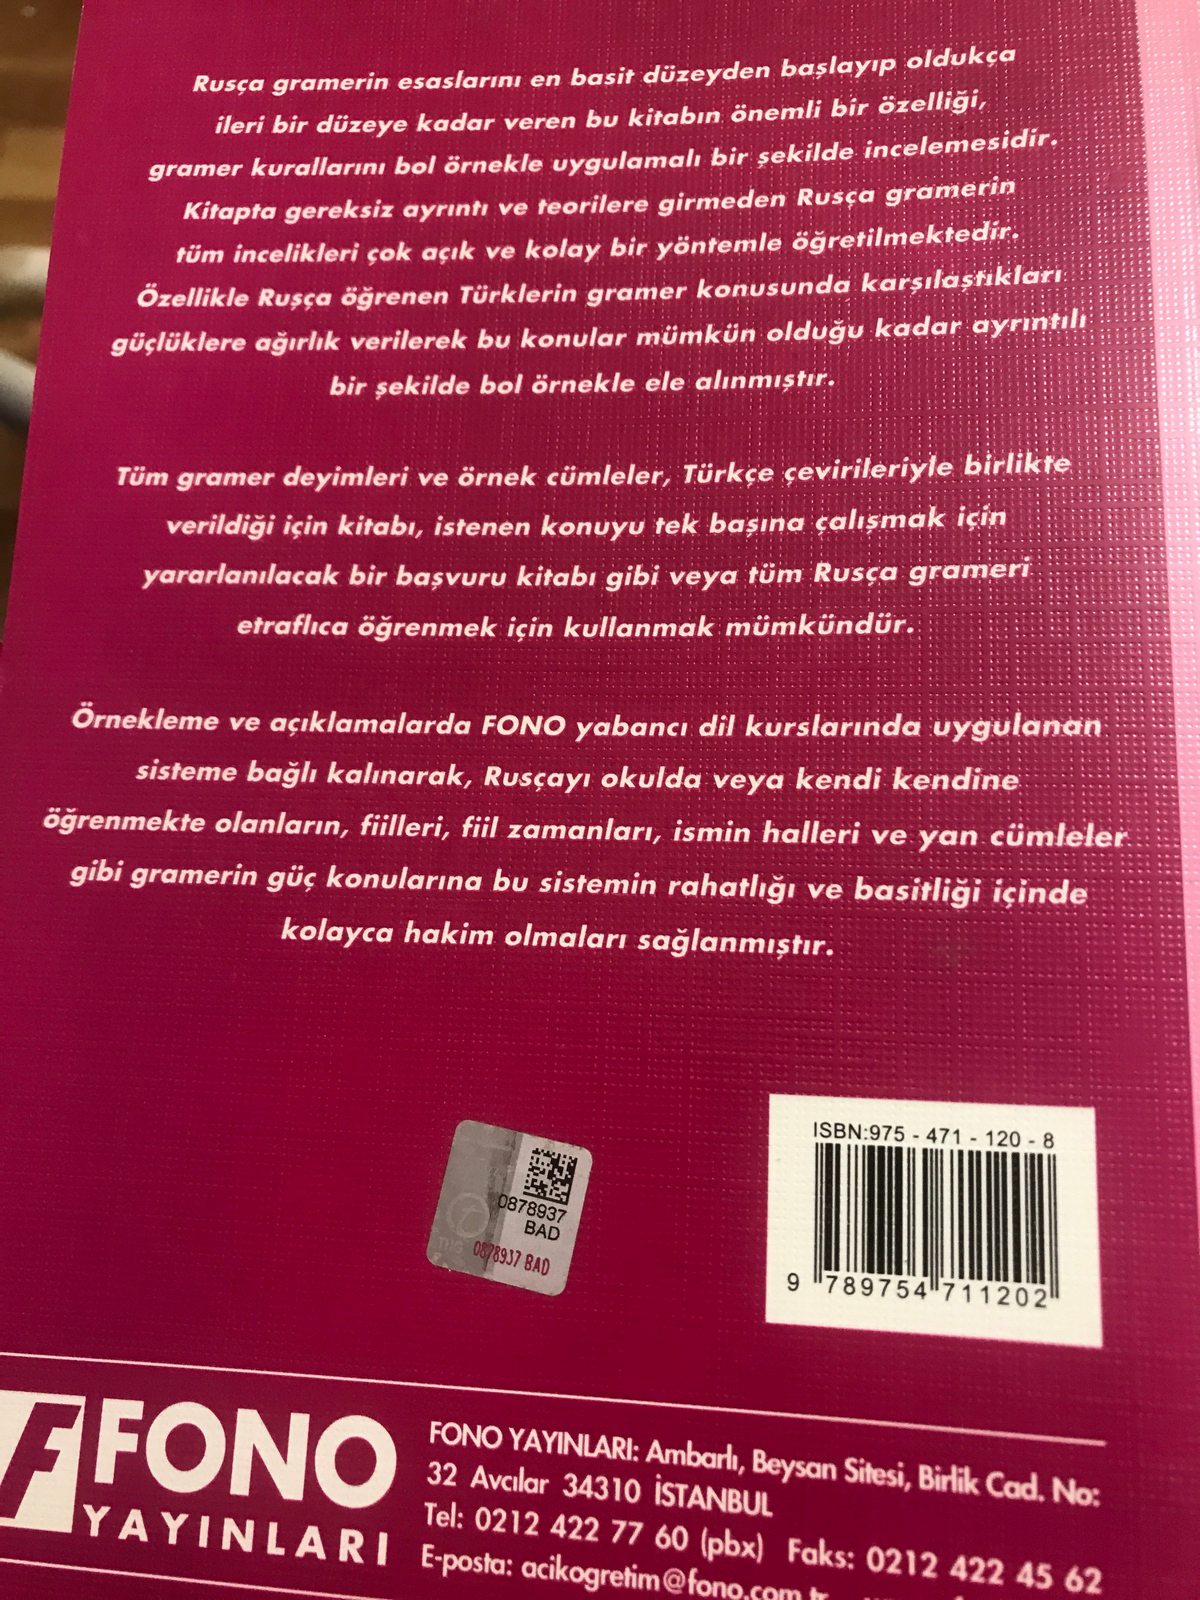 Rusça gramerin esaslarını en basit düzeyden başlayıp oldukça
ileri bir düzeye kadar veren bu kitabın önemli bir özelliği,
gramer kurallarını bol örnekle uygulamalı bir şekilde incelemesidir.
Kitapta gereksiz ayrıntı ve teorilere girmeden Rusça gramerin
tüm incelikleri çok açık ve kolay bir yöntemle öğretilmektedir.
Özellikle Rusça öğrenen Türklerin gramer konusunda karşılaştıkları
güçlüklere ağırlık verilerek bu konular mümkün olduğu kadar ayrıntılı
bir şekilde bol örnekle ele alınmıştır.
Tüm gramer deyimleri ve örnek cümleler, Türkçe çevirileriyle birlikte
verildiği için kitabı, istenen konuyu tek başına çalışmak için
yararlanılacak bir başvuru kitabı gibi veya tüm Rusça grameri
etraflıca öğrenmek için kullanmak mümkündür.
Örnekleme ve açıklamalarda FONO yabancı dil kurslarında uygulanan
sisteme bağlı kalınarak, Rusçayı okulda veya kendi kendine
öğrenmekte olanların, fiilleri, fiil zamanları, ismin halleri ve yan cümleler
gibi gramerin güç konularına bu sistemin rahatlığı ve basitliği içinde
kolayca hakim olmaları sağlanmıştır.
ISBN:975 - 471 - 120 - 8
9 789754 711202
0878937
BAD
0878937 BAD
FONO
YAYINLARI
FONO YAYINLARI: Ambarlı, Beysan Sitesi, Birlik Cad. No:
32 Avcılar 34310 İSTANBUL
Tel: 0212 422 77 60 (pbx) Faks: 0212 422 45 62
E-posta: acikogretim@fono.com.tr